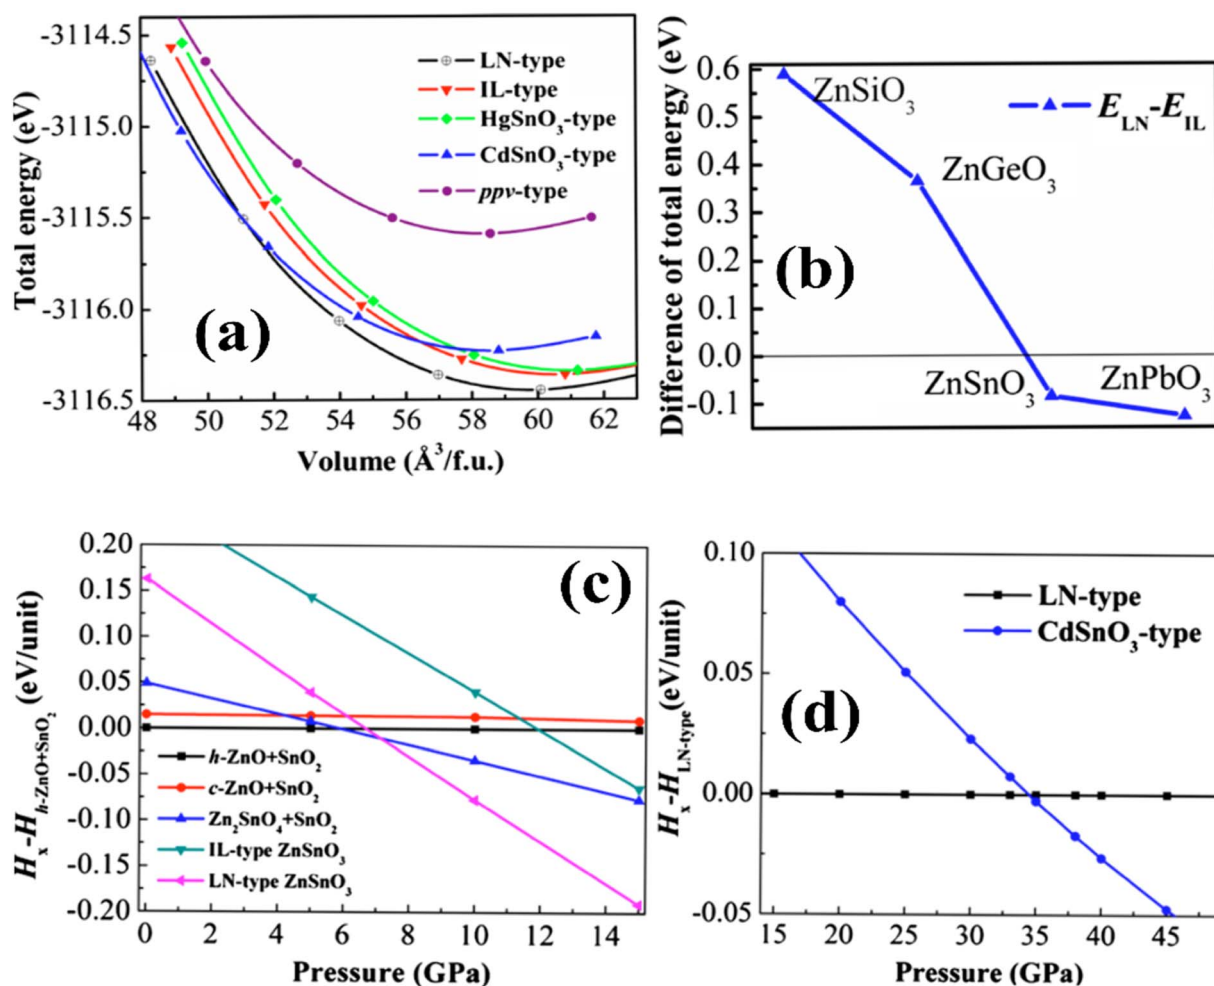 -3114.5
-3115.0
-3115.5
-3116.0
-3116.5
Total energy (eV)
LN-type
IL-type
HgSnO₃-type
CdSnO₃-type
ppv-type
(a)
48 50 52 54 56 58 60 62
Volume (Å³/f.u.)
0.6
0.5
0.4
0.3
0.2
0.1
0.0
-0.1
Difference of total energy (eV)
ZnSiO₃
E_LN-E_IL
ZnGeO₃
(b)
ZnSnO₃
ZnPbO₃
0.20
0.15
0.10
0.05
0.00
-0.05
-0.10
-0.15
-0.20
H_x-H_h-ZnO+SnO₂ (eV/unit)
(c)
h-ZnO+SnO₂
c-ZnO+SnO₂
Zn₂SnO₄+SnO₂
IL-type ZnSnO₃
LN-type ZnSnO₃
0 2 4 6 8 10 12 14
Pressure (GPa)
0.10
0.05
0.00
-0.05
H_x-H_LN-type(eV/unit)
LN-type
CdSnO₃-type
(d)
15 20 25 30 35 40 45
Pressure (GPa)